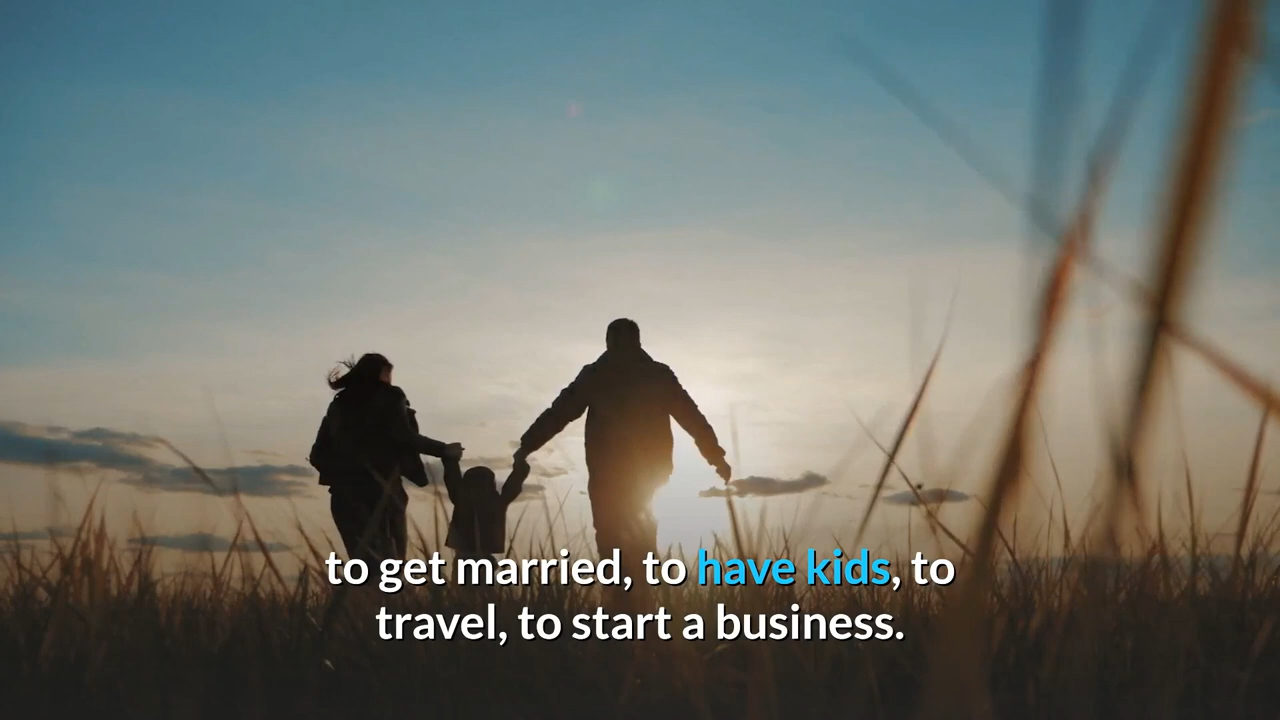 to get married, to have kids, to
travel, to start a business.